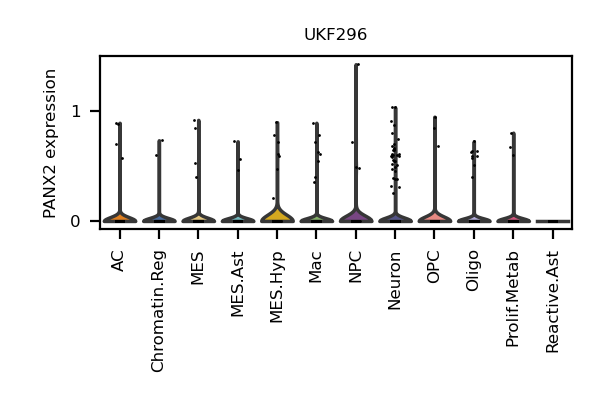 UKF296
PANX2 expression
1
0
AC
Chromatin.Reg
MES
MES.Ast
MES.Hyp
Mac
NPC
Neuron
OPC
Oligo
Prolif.Metab
Reactive.Ast